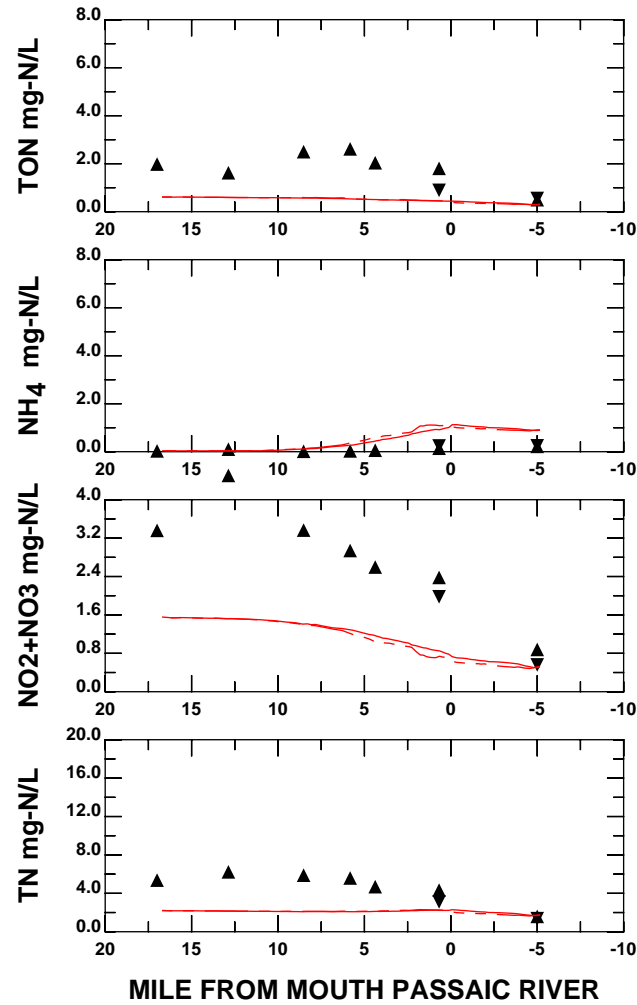 TON mg-N/L
8.0
6.0
4.0
2.0
0.0
20 15 10 5 0 -5 -10
NH4 mg-N/L
8.0
6.0
4.0
2.0
0.0
20 15 10 5 0 -5 -10
NO2+NO3 mg-N/L
4.0
3.2
2.4
1.6
0.8
0.0
20 15 10 5 0 -5 -10
TN mg-N/L
20.0
16.0
12.0
8.0
4.0
0.0
20 15 10 5 0 -5 -10
MILE FROM MOUTH PASSAIC RIVER